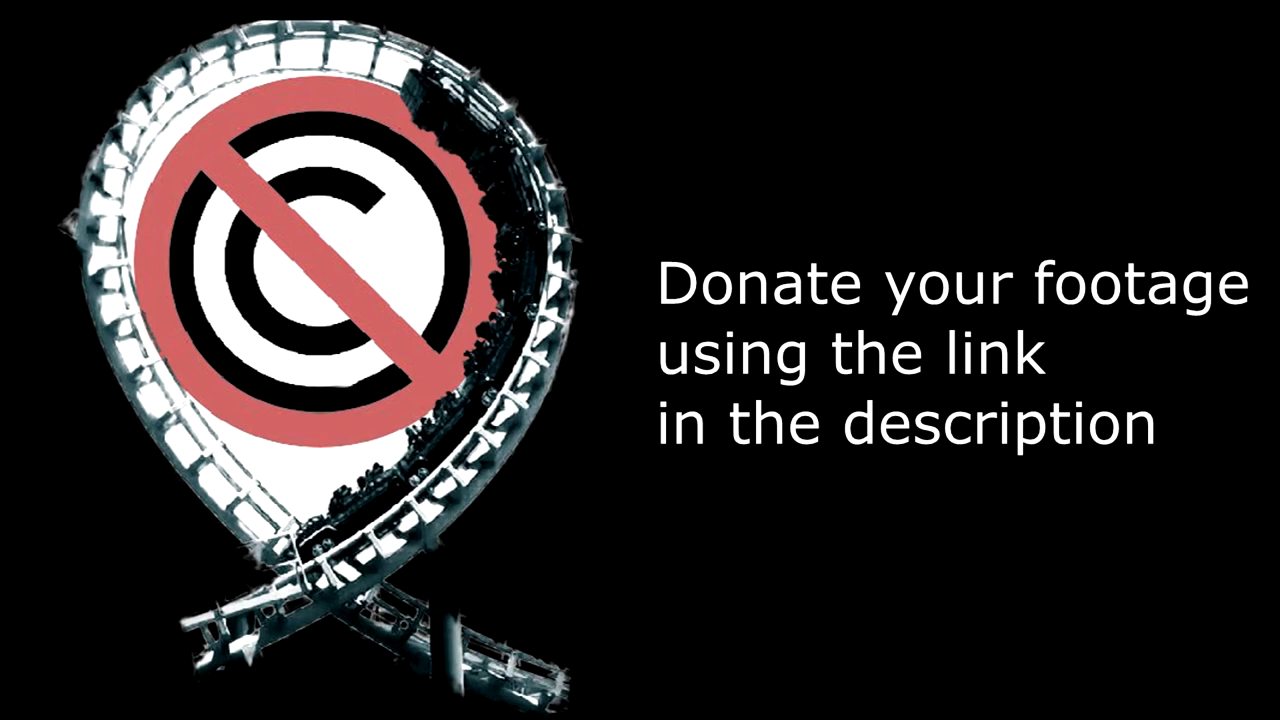 Donate your footage
using the link
in the description